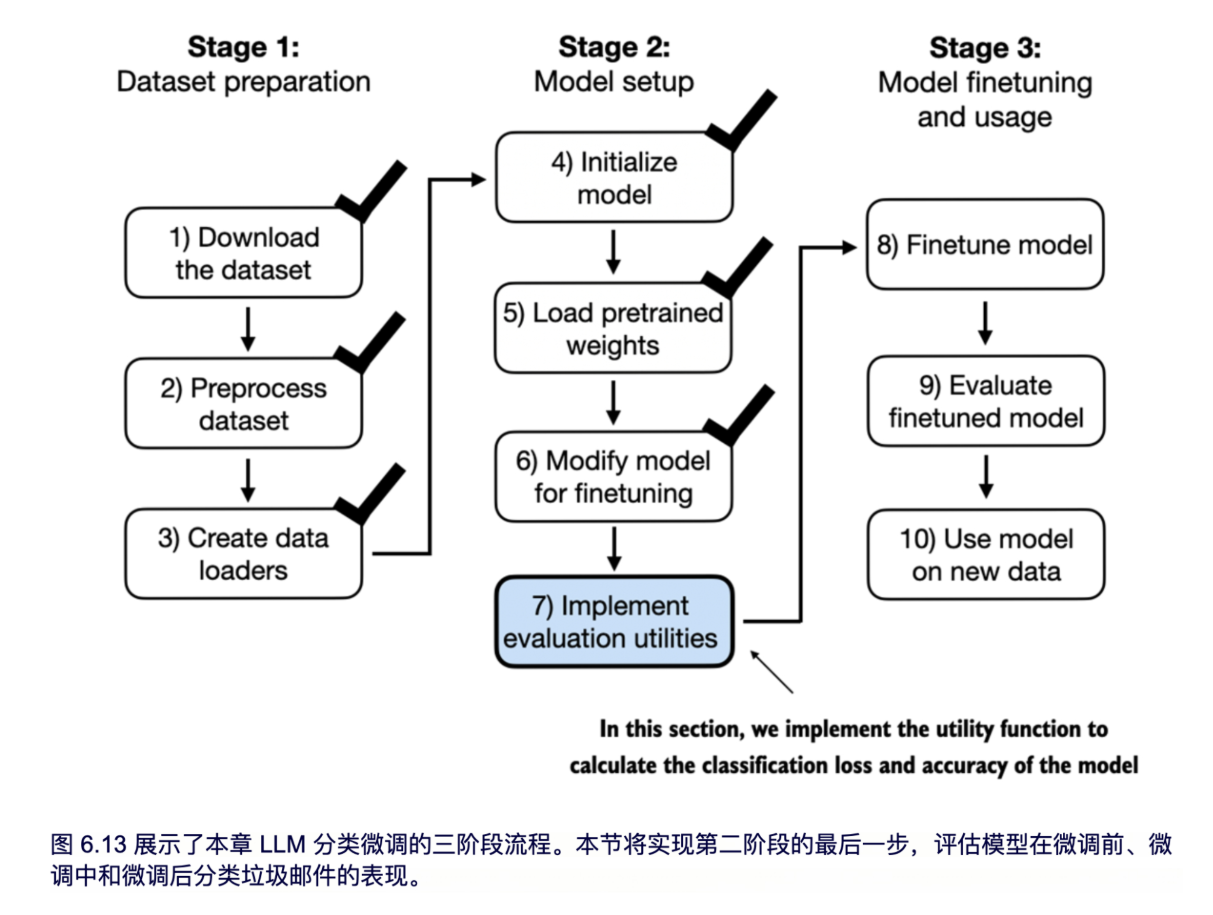 Stage 1:
Dataset preparation
1) Download
the dataset
2) Preprocess
dataset
3) Create data
loaders
Stage 2:
Model setup
4) Initialize
model
5) Load pretrained
weights
6) Modify model
for finetuning
7) Implement
evaluation utilities
Stage 3:
Model finetuning
and usage
8) Finetune model
9) Evaluate
finetuned model
10) Use model
on new data
In this section, we implement the utility function to
calculate the classification loss and accuracy of the model
图 6.13 展示了本章 LLM 分类微调的三阶段流程。本节将实现第二阶段的最后一步，评估模型在微调前、微
调中和微调后分类垃圾邮件的表现。